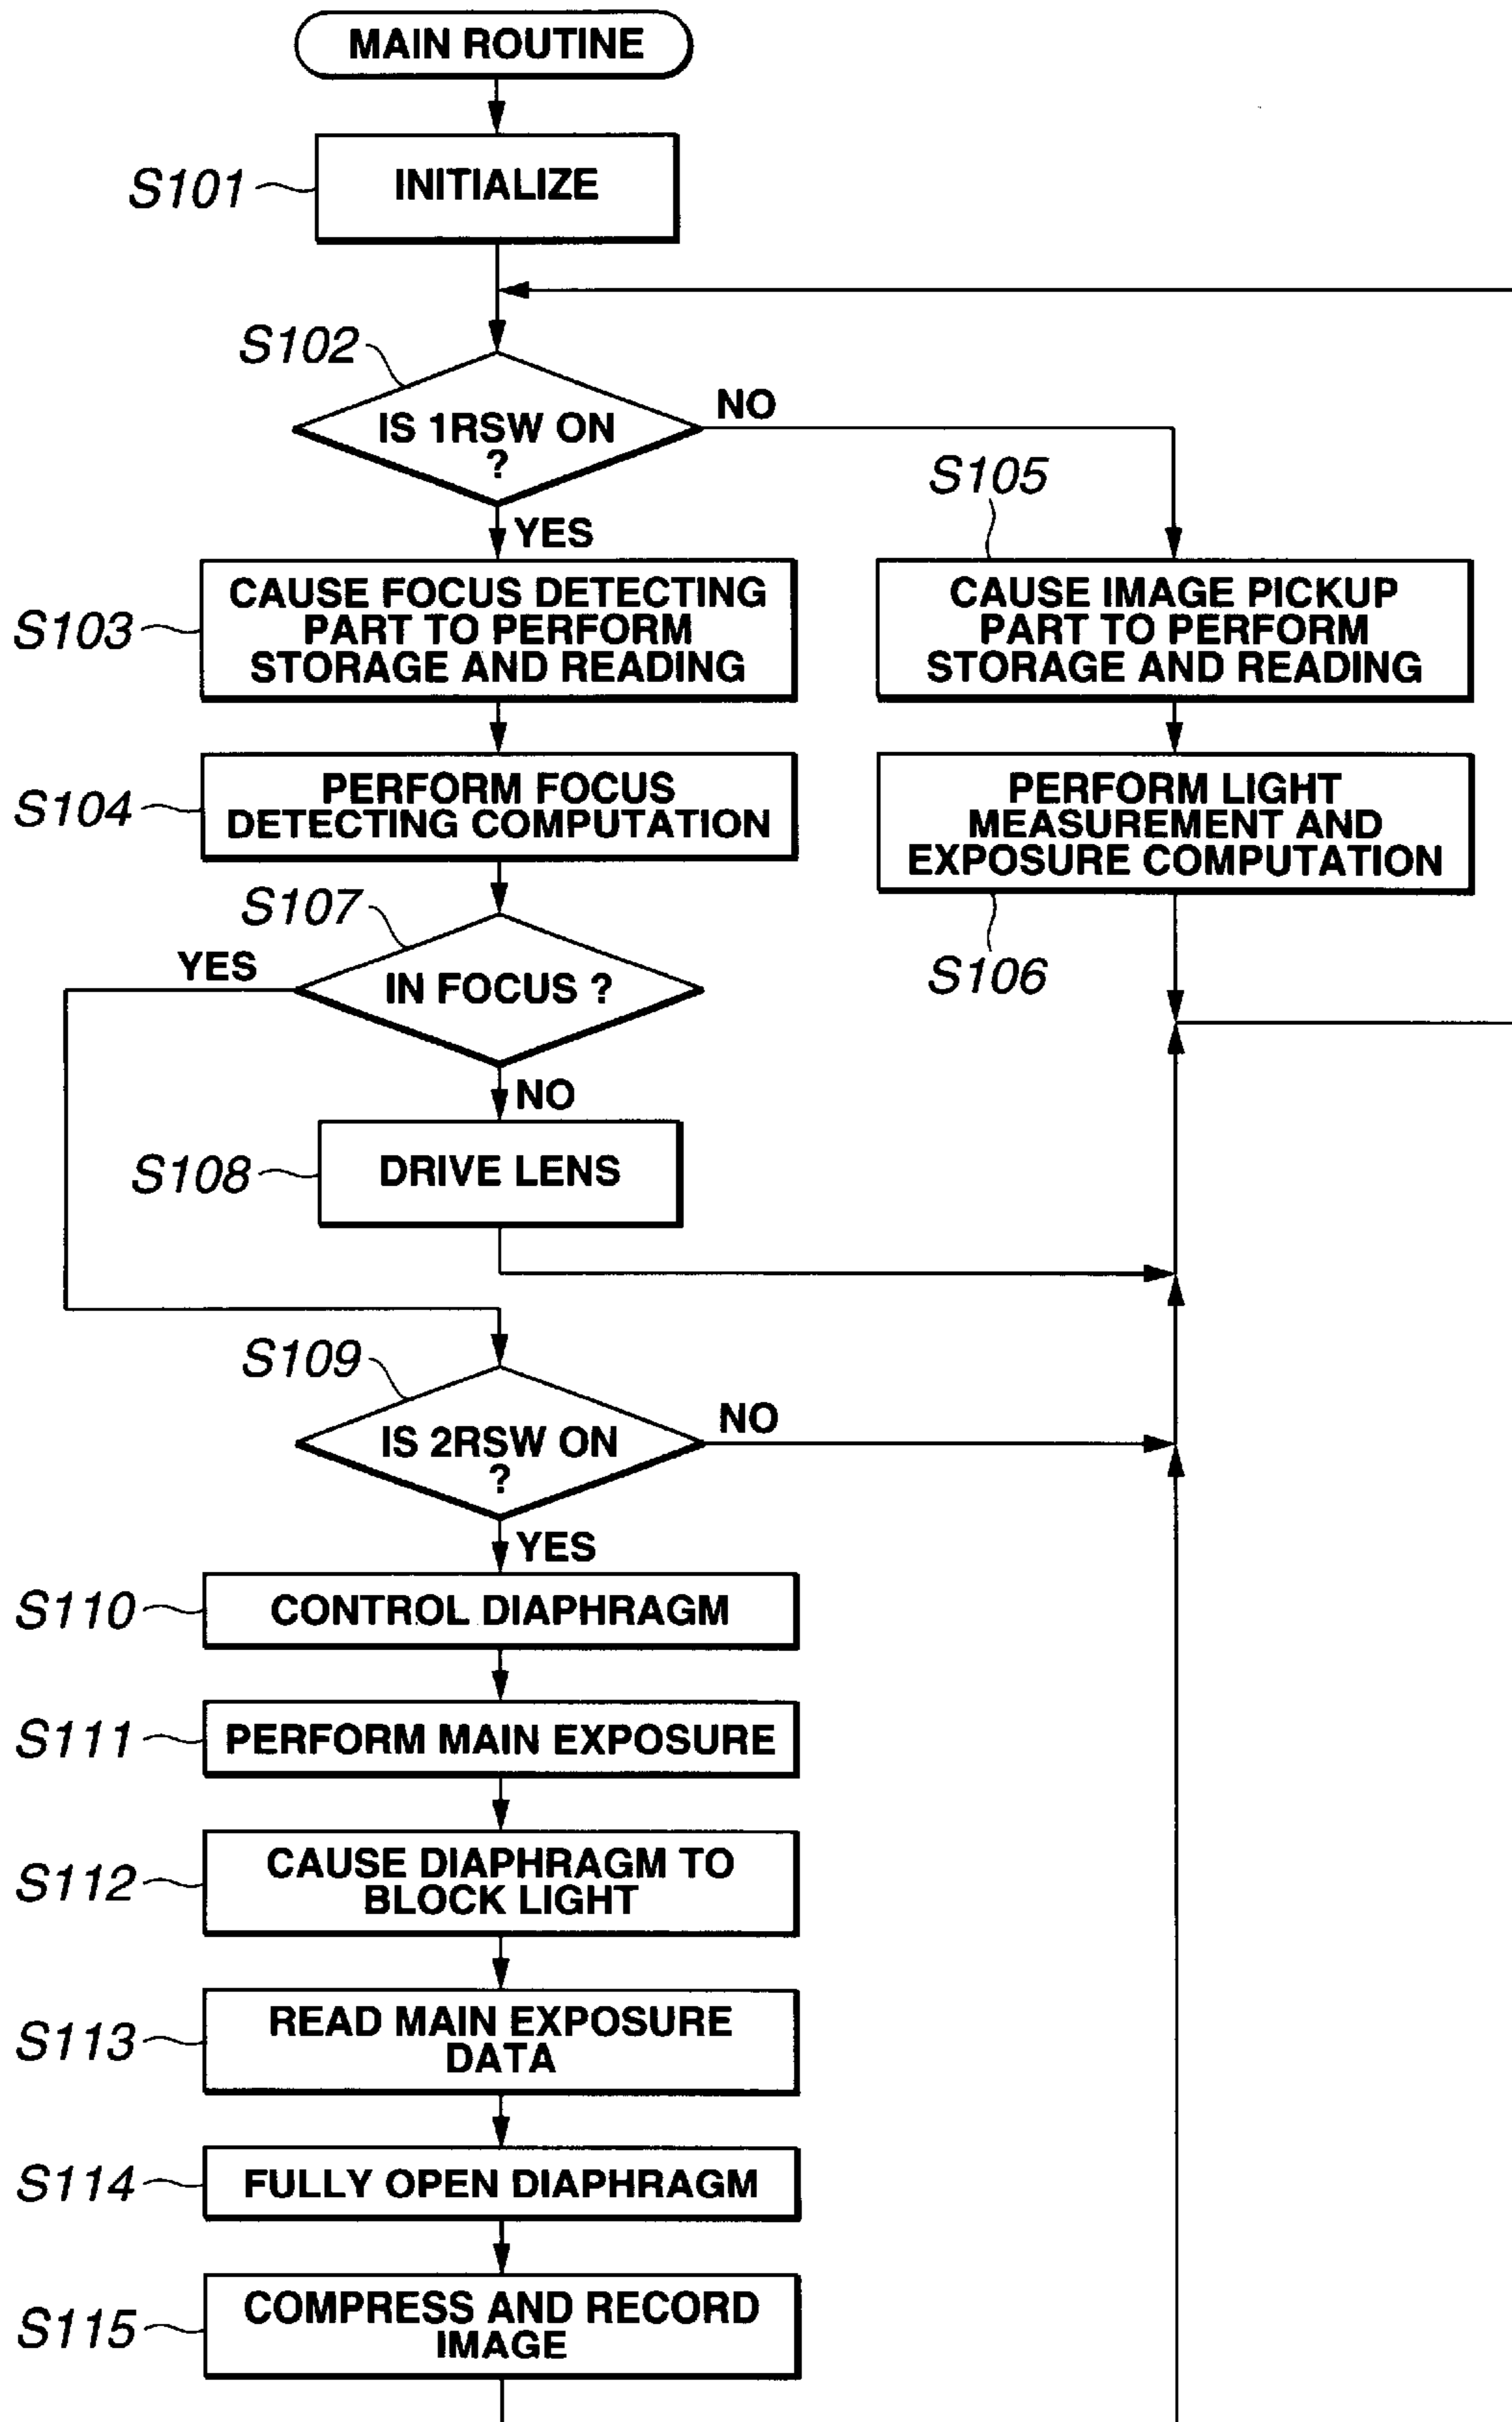 MAIN ROUTINE
S101
INITIALIZE
S102
IS 1RSW ON
?
NO
YES
S103
CAUSE FOCUS DETECTING
PART TO PERFORM
STORAGE AND READING
S105
CAUSE IMAGE PICKUP
PART TO PERFORM
STORAGE AND READING
S104
PERFORM FOCUS
DETECTING COMPUTATION
PERFORM LIGHT
MEASUREMENT AND
EXPOSURE COMPUTATION
S106
S107
YES
IN FOCUS ?
NO
S108
DRIVE LENS
S109
IS 2RSW ON
?
NO
YES
S110
CONTROL DIAPHRAGM
S111
PERFORM MAIN EXPOSURE
S112
CAUSE DIAPHRAGM TO
BLOCK LIGHT
S113
READ MAIN EXPOSURE
DATA
S114
FULLY OPEN DIAPHRAGM
S115
COMPRESS AND RECORD
IMAGE